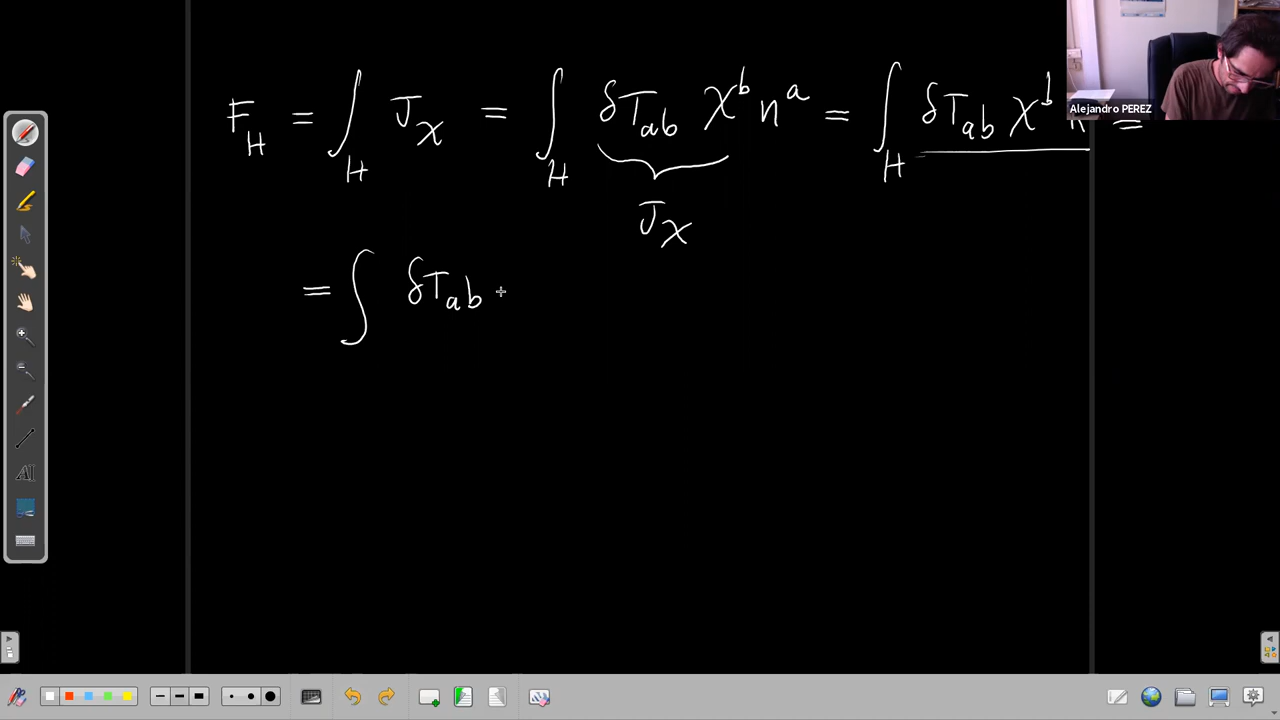 Alejandro PEREZ
F_H = ∫_H J_χ = ∫_H δT_ab χ^b n^a = ∫_H δT_ab χ^b =
J_χ
= ∫ δT_ab